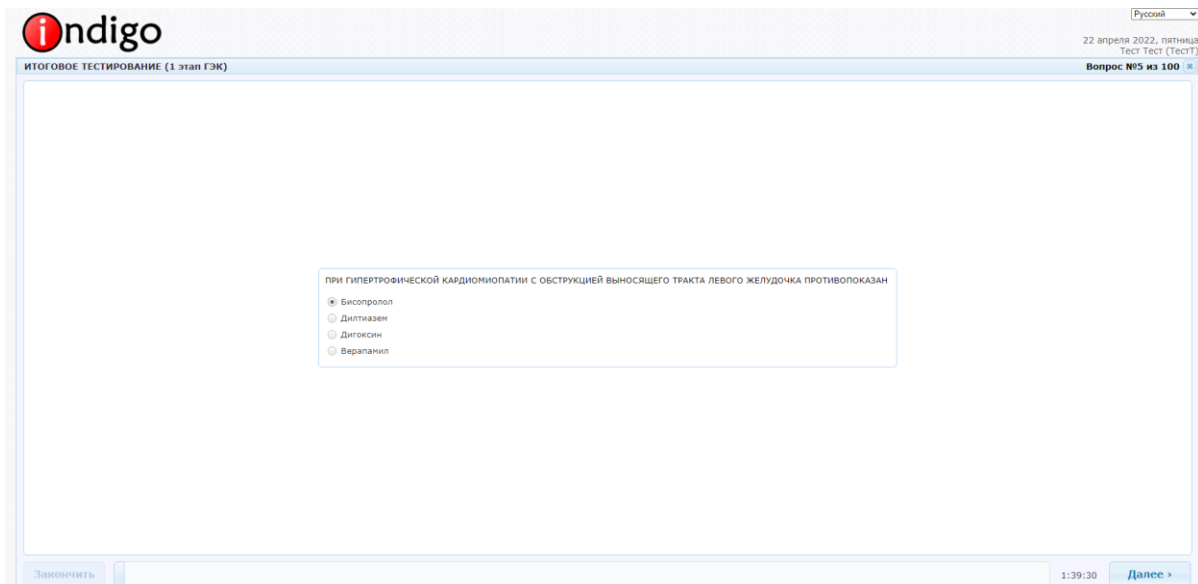 indigo
Русский
22 апреля 2022, пятница
Тест Тест (ТестТ)
ИТОГОВОЕ ТЕСТИРОВАНИЕ (1 этап ГЭК)
Вопрос №5 из 100
ПРИ ГИПЕРТРОФИЧЕСКОЙ КАРДИОМИОПАТИИ С ОБСТРУКЦИЕЙ ВЫНОСЯЩЕГО ТРАКТА ЛЕВОГО ЖЕЛУДОЧКА ПРОТИВОПОКАЗАН
Бисопролол
Дилтиазем
Дигоксин
Верапамил
Закончить
1:39:30
Далее ›